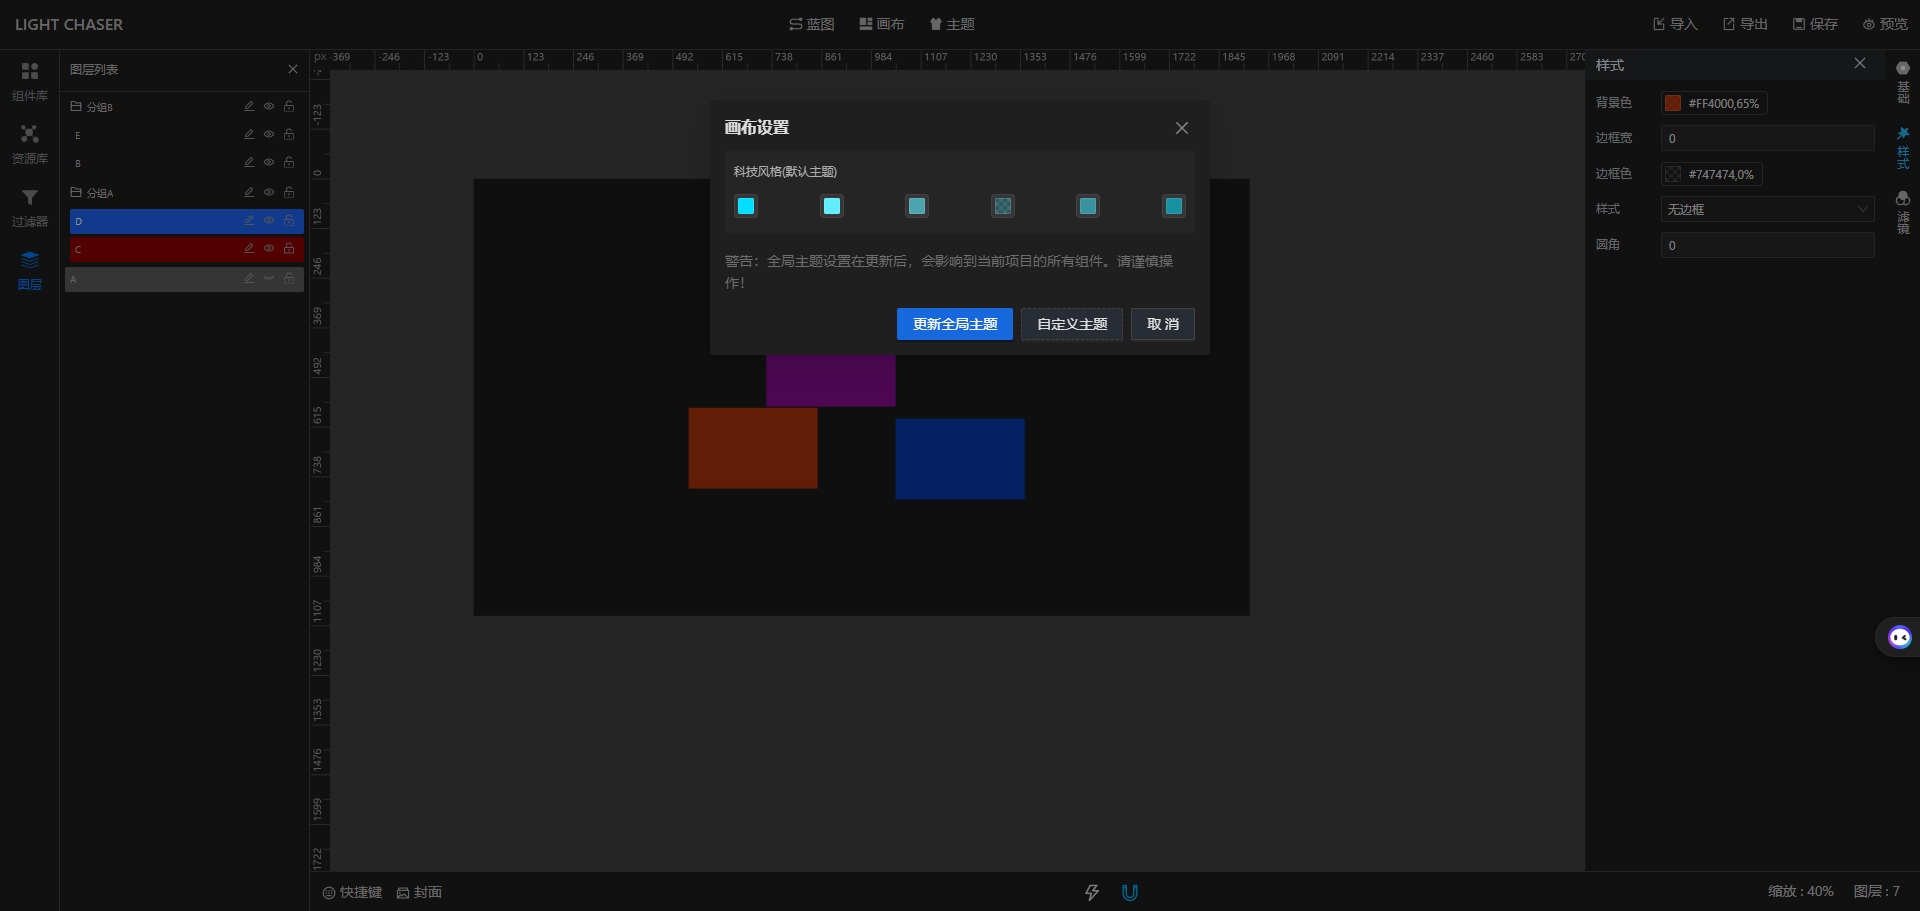 LIGHT CHASER
蓝图
画布
主题
导入
导出
保存
预览
组件库
资源库
过滤器
图层
图层列表
分组B
E
B
分组A
D
C
A
px
-369 -246 -123 0 123 246 369 492 615 738 861 984 1107 1230 1353 1476 1599 1722 1845 1968 2091 2214 2337 2460 2583
-123
0
123
246
369
492
615
738
861
984
1107
1230
1353
1476
1599
1722
画布设置
科技风格(默认主题)
警告：全局主题设置在更新后，会影响到当前项目的所有组件。请谨慎操
作！
更新全局主题
自定义主题
取 消
样式
背景色
#FF4000,65%
边框宽
0
边框色
#747474,0%
样式
无边框
圆角
0
基础
样式
滤镜
快捷键
封面
缩放 : 40%
图层 : 7